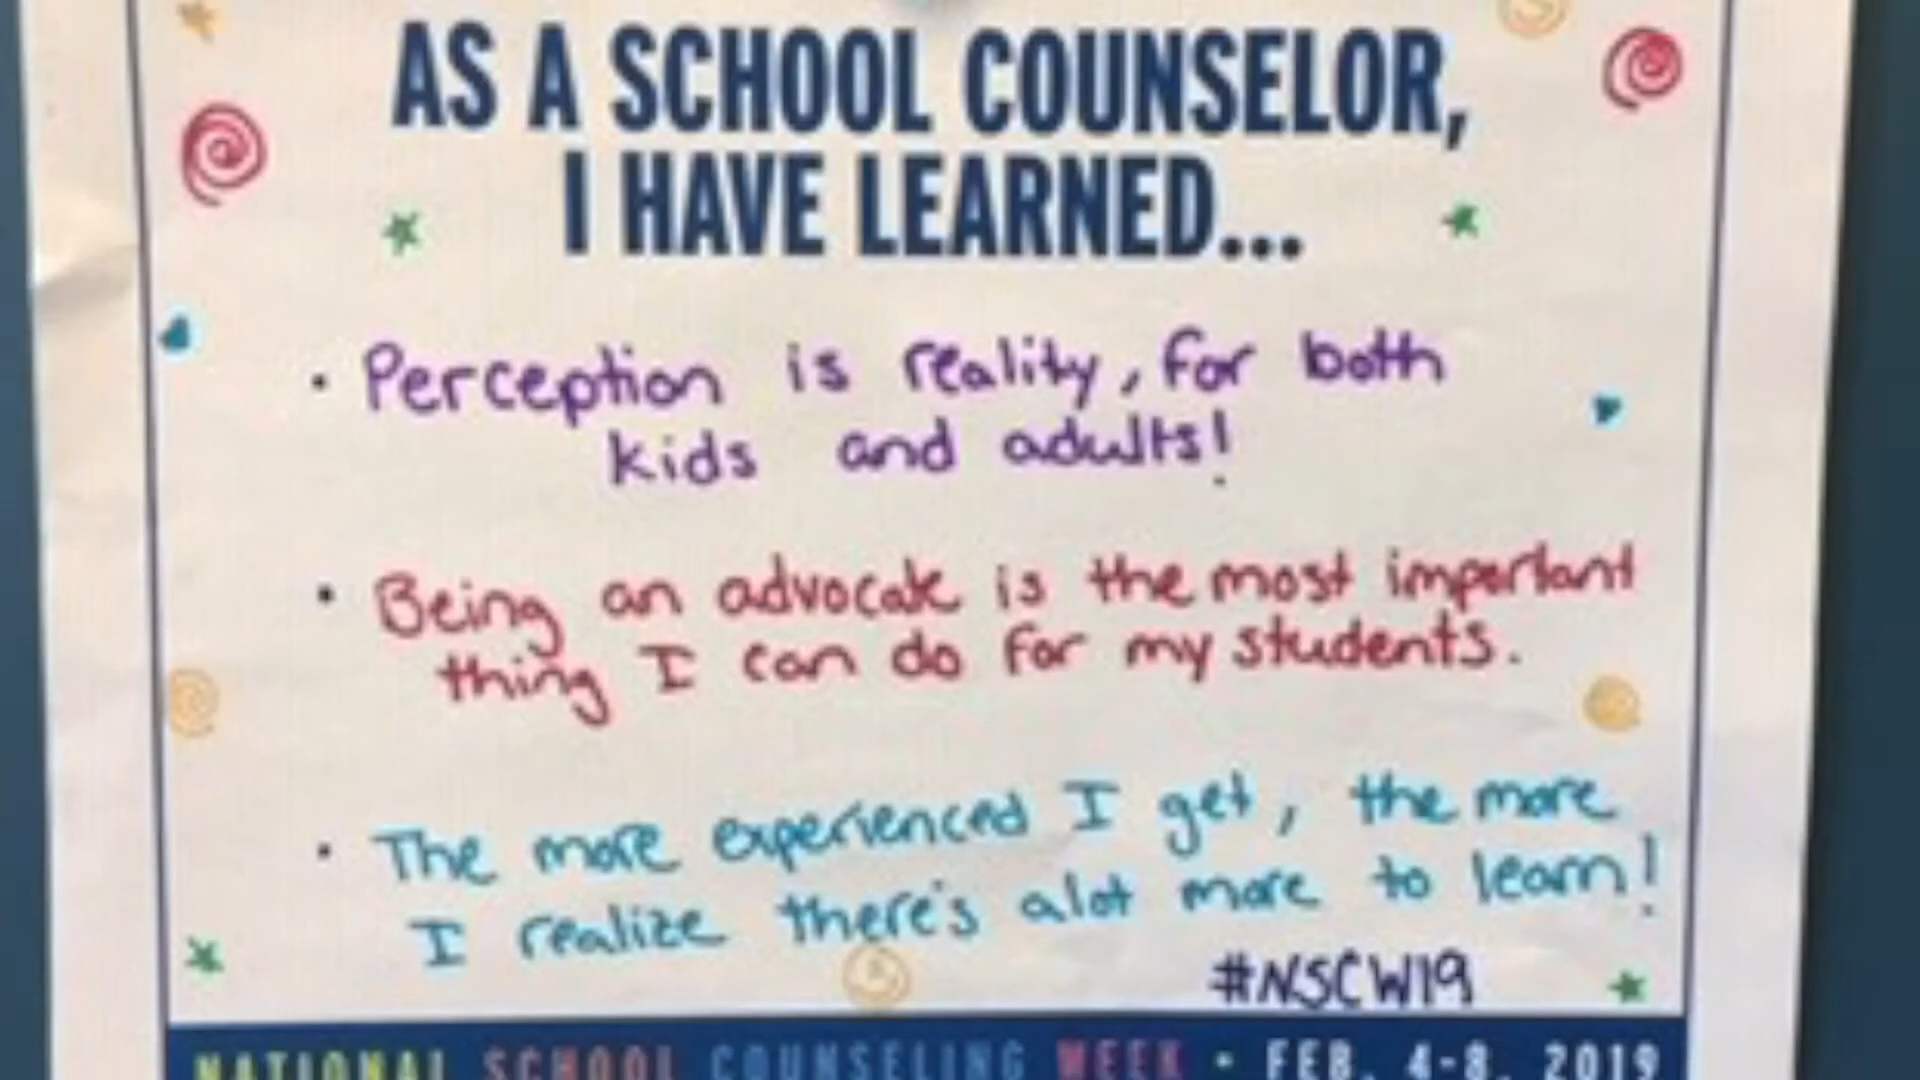 AS A SCHOOL COUNSELOR,
I HAVE LEARNED...
• Perception is reality, for both
kids and adults!
• Being an advocate is the most important
thing I can do for my students.
• The more experienced I get, the more
I realize there's alot more to learn!
#NSCW19
NATIONAL SCHOOL COUNSELING WEEK • FEB. 4-8, 2019